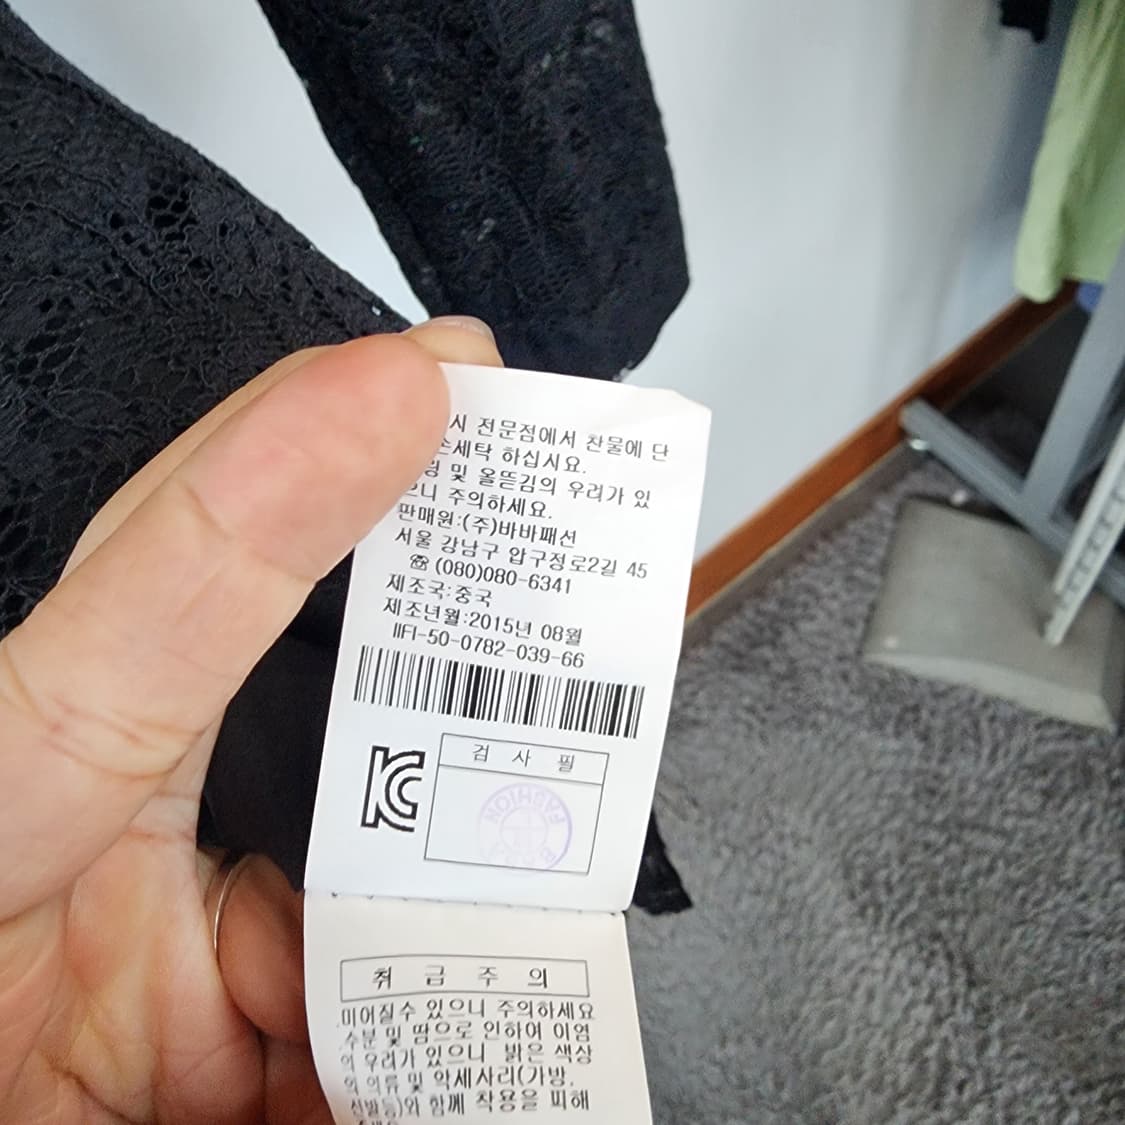 시 전문점에서 찬물에 단
손세탁 하십시요.
링 및 올뜯김의 우려가 있
으니 주의하세요.
판매원:(주)바바패션
서울 강남구 압구정로2길 45
☏(080)080-6341
제조국:중국
제조년월:2015년 08월
IIFI-50-0782-039-66
KC
검 사 필
FASHION
취 급 주 의
미어질수 있으니 주의하세요
수분 및 땀으로 인하여 이염
의 우려가 있으니 밝은 색상
의 의류 및 악세사리(가방.
신발등)와 함께 착용을 피해